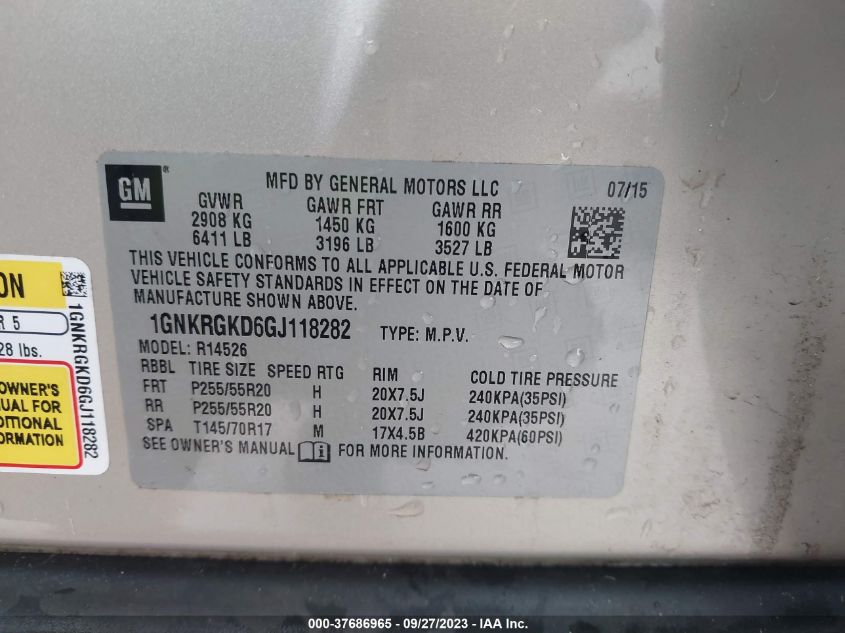 GM
®
MFD BY GENERAL MOTORS LLC 07/15
GVWR GAWR FRT GAWR RR
2908 KG 1450 KG 1600 KG
6411 LB 3196 LB 3527 LB
THIS VEHICLE CONFORMS TO ALL APPLICABLE U.S. FEDERAL MOTOR
VEHICLE SAFETY STANDARDS IN EFFECT ON THE DATE OF
MANUFACTURE SHOWN ABOVE.
1GNKRGKD6GJ118282 TYPE: M.P.V.
MODEL: R14526
RBBL TIRE SIZE SPEED RTG RIM COLD TIRE PRESSURE
FRT P255/55R20 H 20X7.5J 240KPA(35PSI)
RR P255/55R20 H 20X7.5J 240KPA(35PSI)
SPA T145/70R17 M 17X4.5B 420KPA(60PSI)
SEE OWNER'S MANUAL i FOR MORE INFORMATION.
ON
R 5
28 lbs.
OWNER'S
UAL FOR
DITIONAL
ORMATION
1GNKRGKD6GJ118282
000-37686965 - 09/27/2023 - © IAA Holdings, LLC.